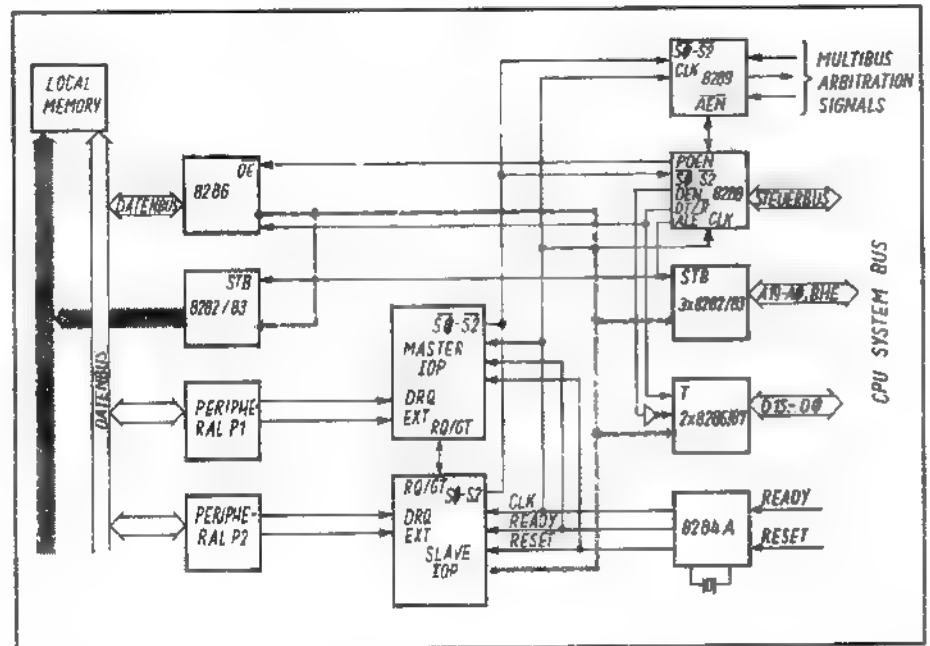 LOCAL
MEMORY
DATENBUS
DATENBUS
OE
8286
STB
8282/83
PERIPHE-
RAL P1
PERIPHE-
RAL P2
S0-S2
MASTER
IOP
DRQ
EXT
RQ/GT
RQ/GT
S0-S2
DRQ
EXT
SLAVE
IOP
CLK
READY
RESET
S0-S2
CLK
8289
AEN
MULTIBUS
ARBITRATION
SIGNALS
S0 S2
DEN
DT/R
ALE CLK
8288
STEUERBUS
STB
3x8282/83
A19-A0,BHE
T
2x8286/87
D15-D0
8284A
READY
RESET
CPU SYSTEM BUS